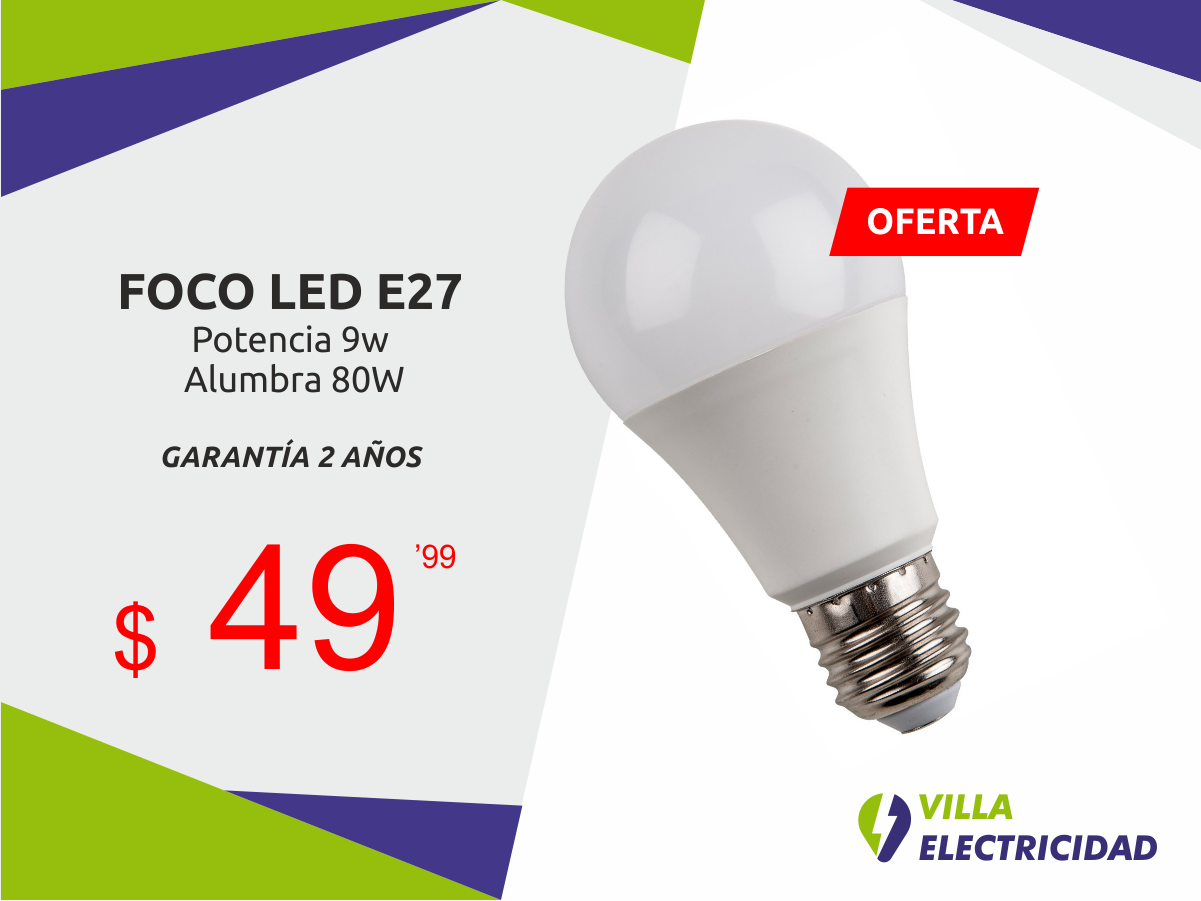 OFERTA
FOCO LED E27
Potencia 9w
Alumbra 80W
GARANTÍA 2 AÑOS
$ 49 ’99
VILLA
ELECTRICIDAD